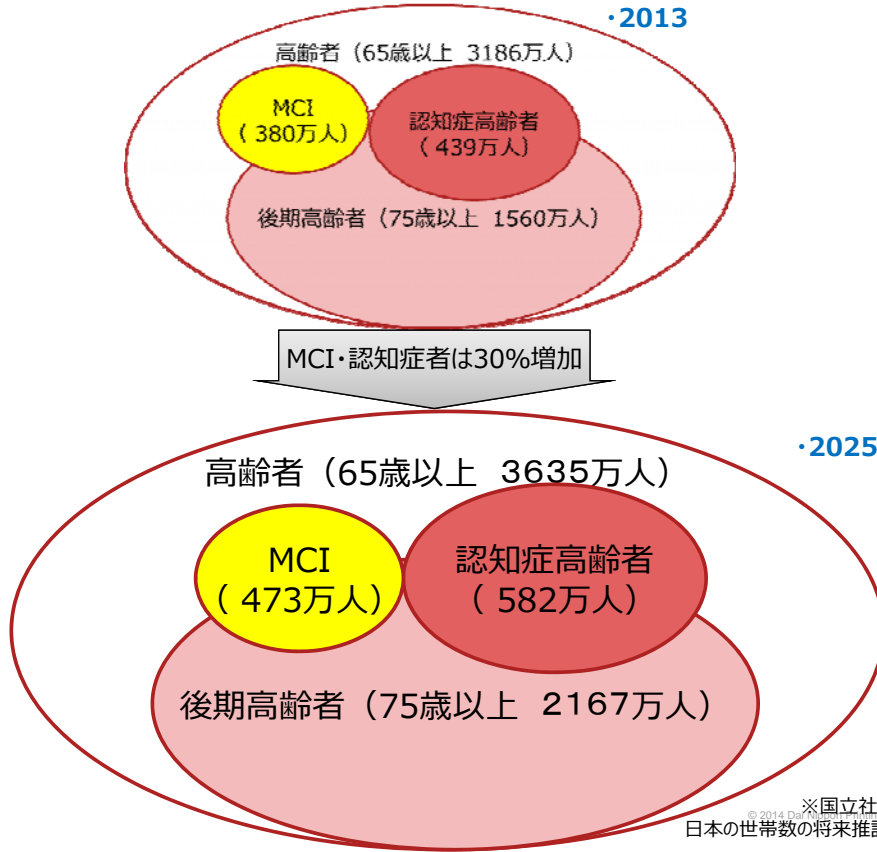 ・2013
高齢者（65歳以上 3186万人）
MCI
（ 380万人）
認知症高齢者
（ 439万人）
後期高齢者（75歳以上 1560万人）
MCI・認知症者は30%増加
・2025
高齢者（65歳以上 3635万人）
MCI
（ 473万人）
認知症高齢者
（ 582万人）
後期高齢者（75歳以上 2167万人）
※国立社
© 2014 Dai Nippon Printin
日本の世帯数の将来推